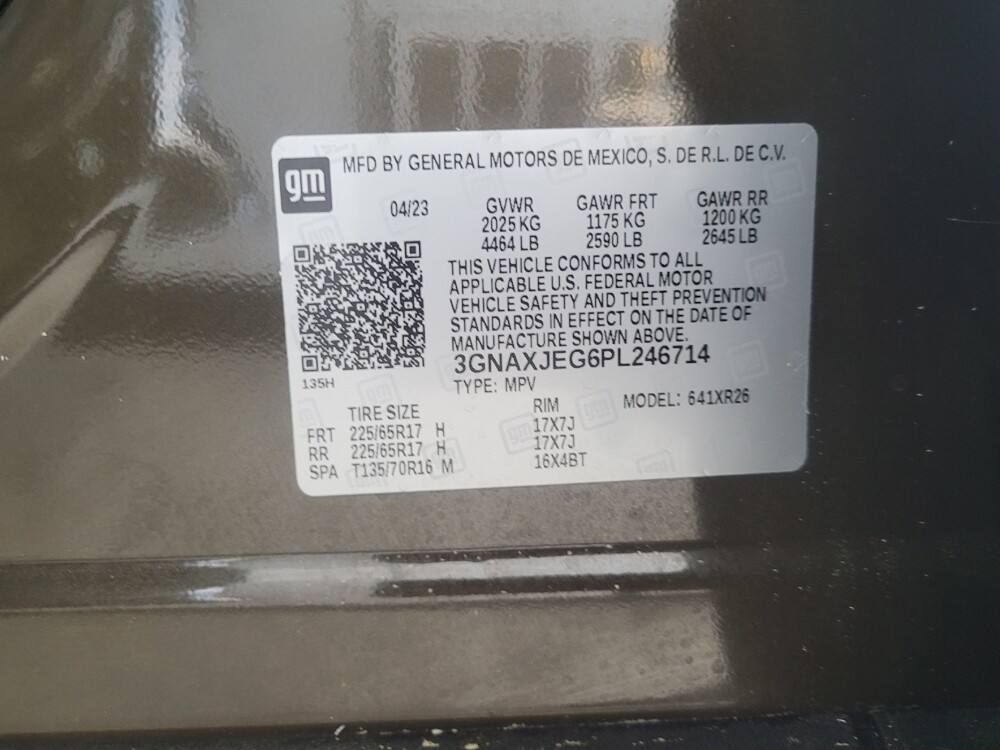 gm
MFD BY GENERAL MOTORS DE MEXICO, S. DE R.L. DE C.V.
04/23
GVWR GAWR FRT GAWR RR
2025 KG 1175 KG 1200 KG
4464 LB 2590 LB 2645 LB
THIS VEHICLE CONFORMS TO ALL
APPLICABLE U.S. FEDERAL MOTOR
VEHICLE SAFETY AND THEFT PREVENTION
STANDARDS IN EFFECT ON THE DATE OF
MANUFACTURE SHOWN ABOVE.
3GNAXJEG6PL246714
135H
TYPE: MPV MODEL: 641XR26
TIRE SIZE RIM
FRT 225/65R17 H 17X7J
RR 225/65R17 H 17X7J
SPA T135/70R16 M 16X4BT